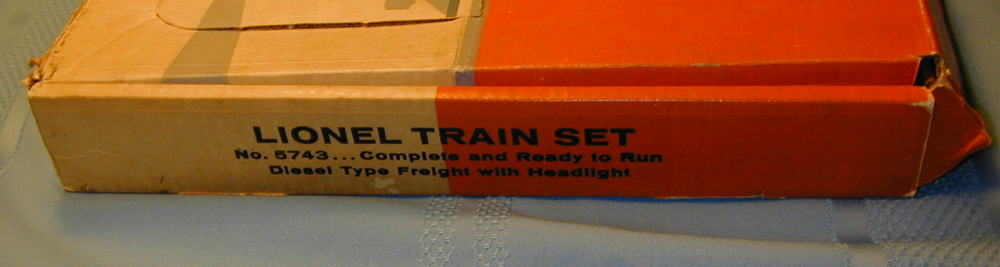 LIONEL TRAIN SET
No. 5743...Complete and Ready to Run
Diesel Type Freight with Headlight